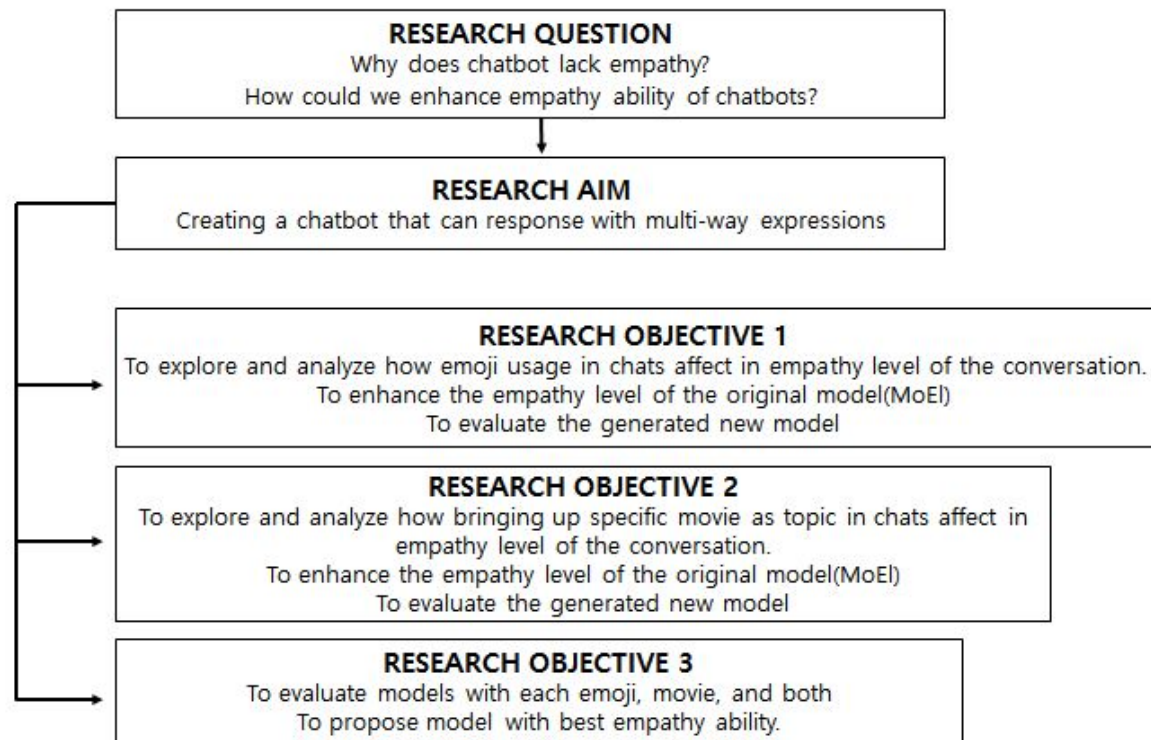 RESEARCH QUESTION
Why does chatbot lack empathy?
How could we enhance empathy ability of chatbots?
RESEARCH AIM
Creating a chatbot that can response with multi-way expressions
RESEARCH OBJECTIVE 1
To explore and analyze how emoji usage in chats affect in empathy level of the conversation.
To enhance the empathy level of the original model(MoEl)
To evaluate the generated new model
RESEARCH OBJECTIVE 2
To explore and analyze how bringing up specific movie as topic in chats affect in
empathy level of the conversation.
To enhance the empathy level of the original model(MoEl)
To evaluate the generated new model
RESEARCH OBJECTIVE 3
To evaluate models with each emoji, movie, and both
To propose model with best empathy ability.